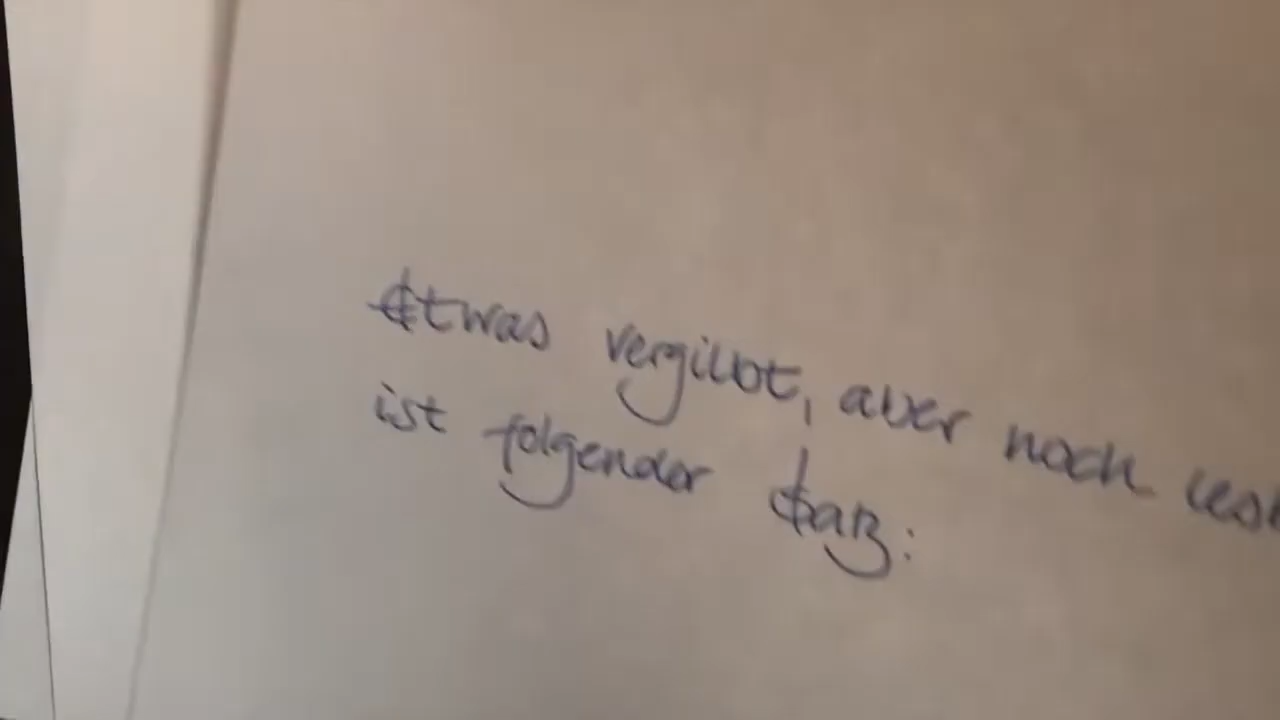 Etwas vergilbt, aber noch
ist folgender Satz: